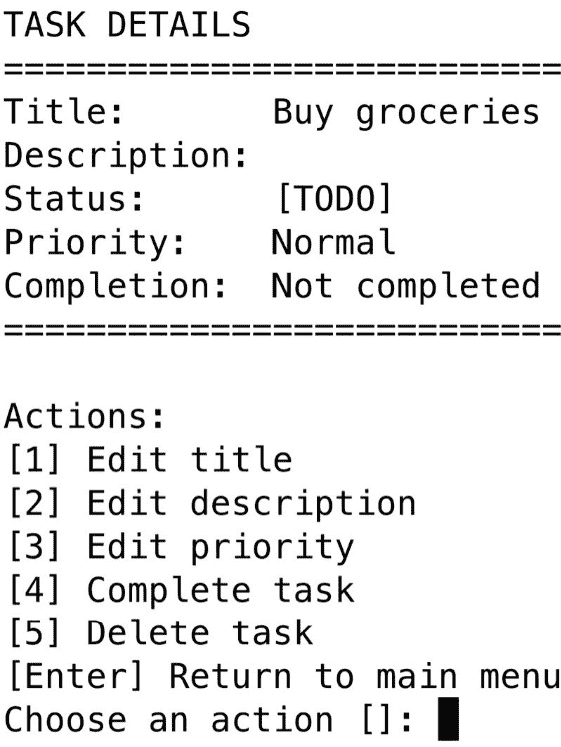 TASK DETAILS
===========================
Title:       Buy groceries
Description:
Status:      [TODO]
Priority:    Normal
Completion:  Not completed
===========================

Actions:
[1] Edit title
[2] Edit description
[3] Edit priority
[4] Complete task
[5] Delete task
[Enter] Return to main menu
Choose an action []: